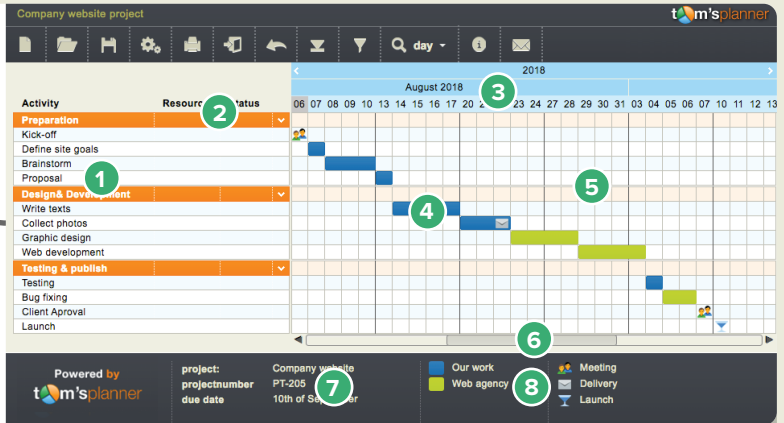 Company website project
tom'splanner
day
2018
August 2018
3
Activity Resource Status
06 07 08 09 10 13 14 15 16 17 20 23 24 27 28 29 30 31 03 04 05 06 07 10 11 12 13
2
Preparation
Kick-off
Define site goals
Brainstorm
Proposal
1
5
Design& Development
Write texts
4
Collect photos
Graphic design
Web development
Testing & publish
Testing
Bug fixing
Client Aproval
Launch
6
Powered by
tom'splanner
project: Company website
projectnumber PT-205
due date 10th of September
7
Our work
Web agency
8
Meeting
Delivery
Launch